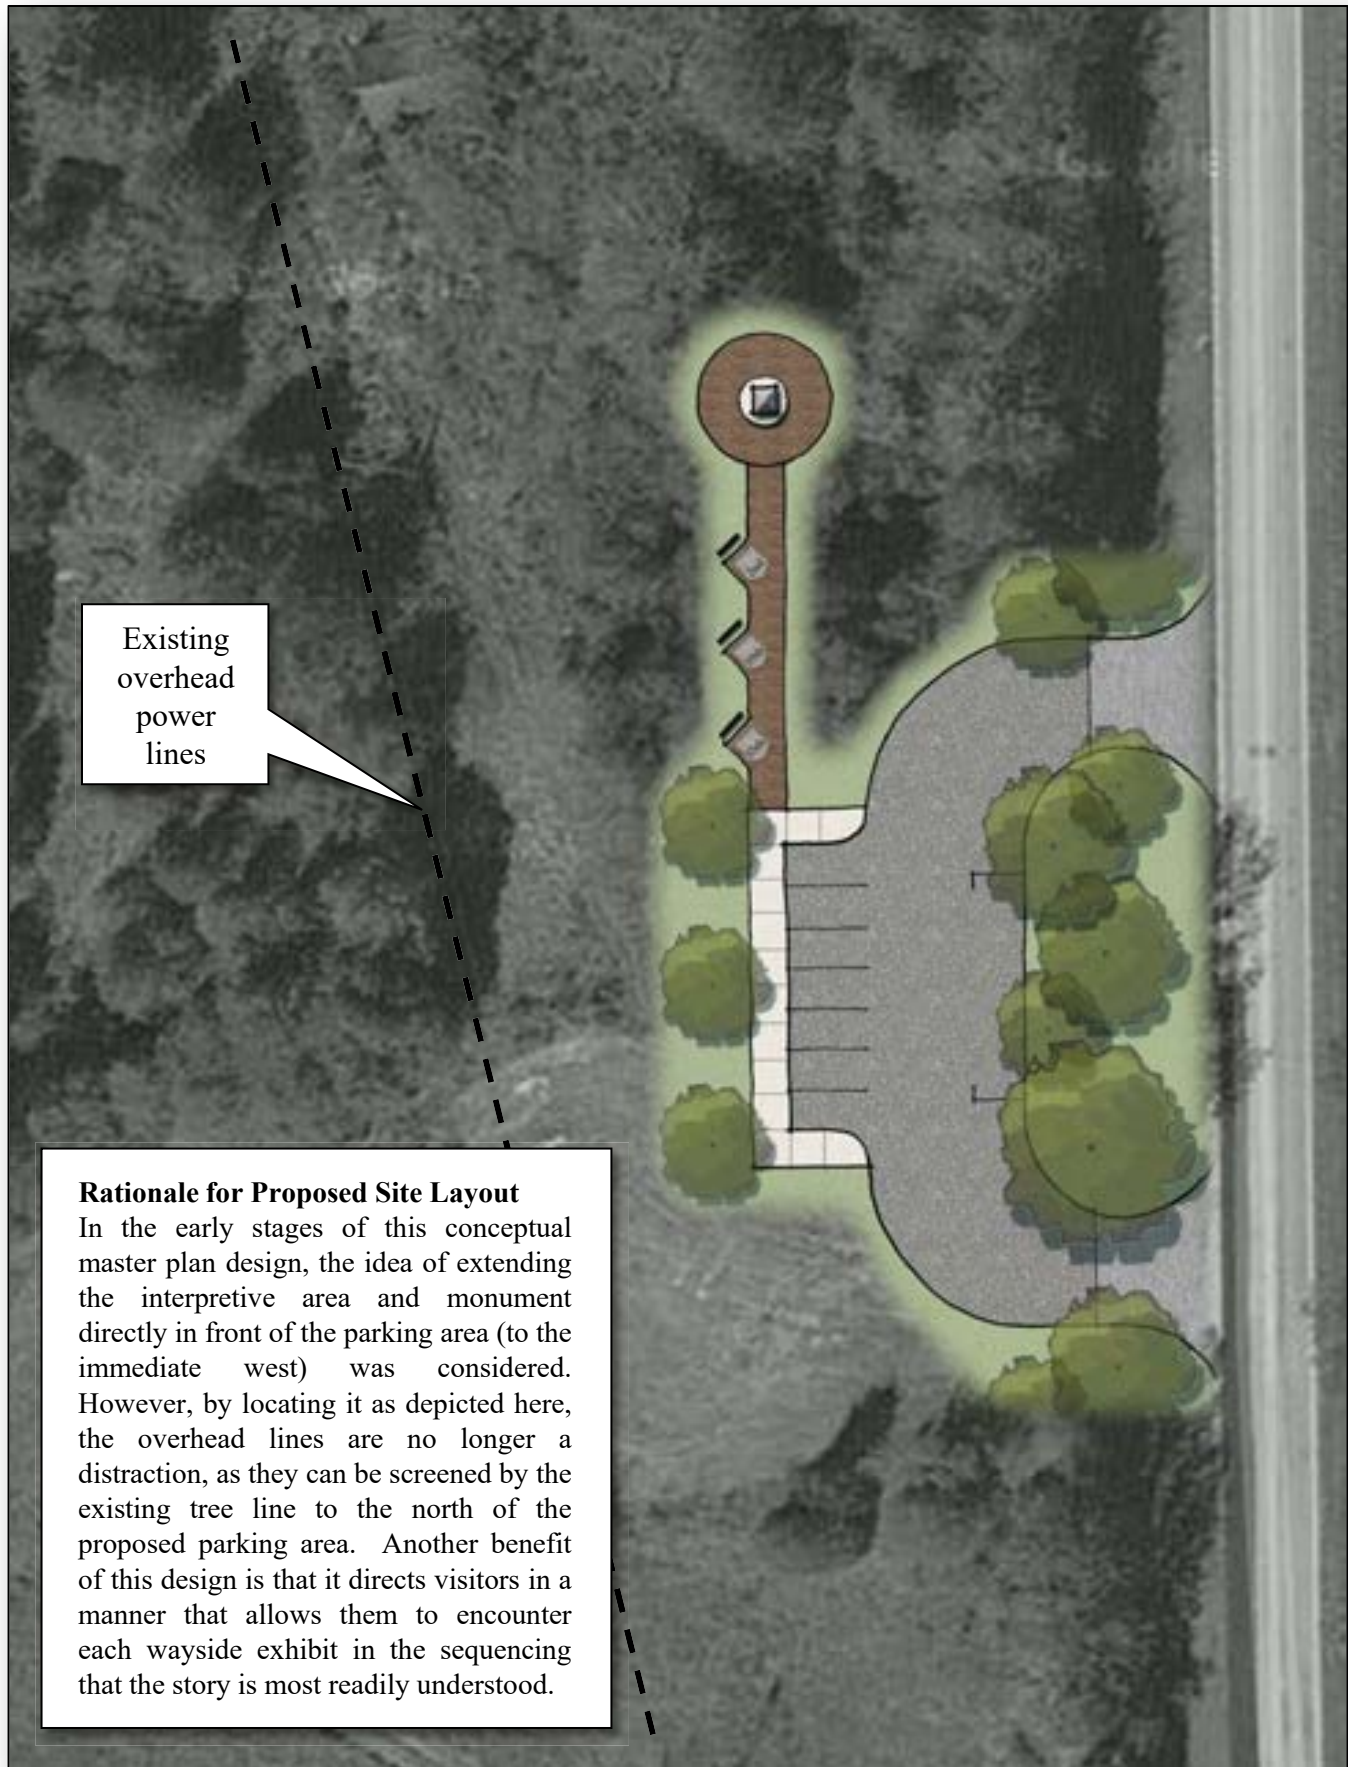 Existing
overhead
power
lines
Rationale for Proposed Site Layout
In the early stages of this conceptual
master plan design, the idea of extending
the interpretive area and monument
directly in front of the parking area (to the
immediate west) was considered.
However, by locating it as depicted here,
the overhead lines are no longer a
distraction, as they can be screened by the
existing tree line to the north of the
proposed parking area. Another benefit
of this design is that it directs visitors in a
manner that allows them to encounter
each wayside exhibit in the sequencing
that the story is most readily understood.